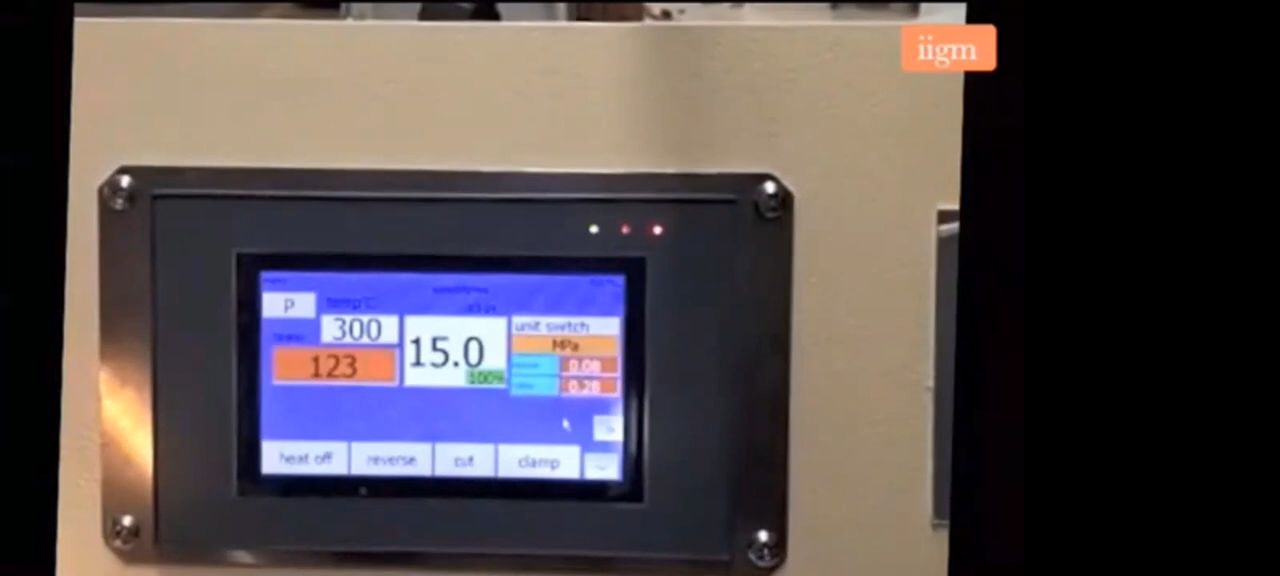 iigm
P
temp℃
300
15.0
100%
123
unit switch
MPa
0.08
0.28
heat off
reverse
cut
clamp